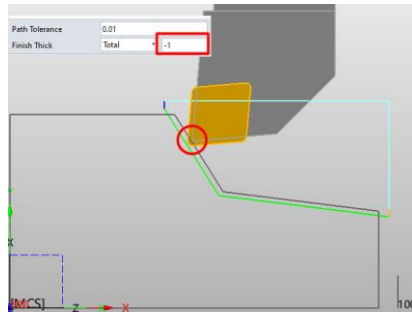 Path Tolerance 0.01
Finish Thick Total -1
Y
X
X
[MCS] Z X
100